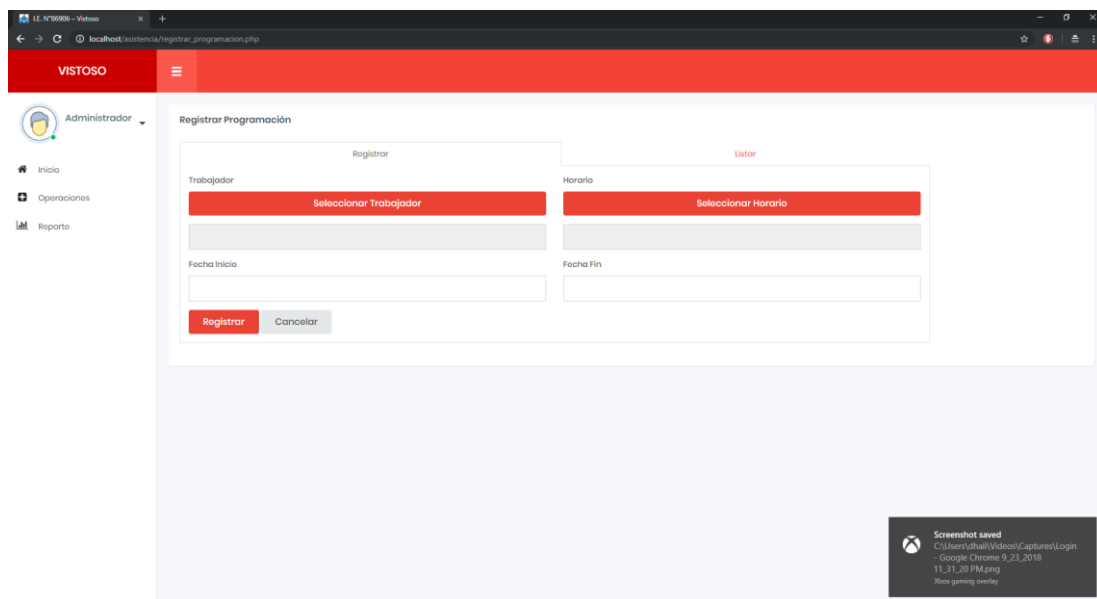 I.E. N°86906 – Vistoso
localhost/asistencia/registrar_programacion.php
VISTOSO
Administrador
Inicio
Operaciones
Reporte
Registrar Programación
Registrar
Listar
Trabajador
Horario
Seleccionar Trabajador
Seleccionar Horario
Fecha Inicio
Fecha Fin
Registrar
Cancelar
Screenshot saved
C:\Users\dhali\Videos\Captures\Login
- Google Chrome 9_23_2018
11_31_20 PM.png
Xbox gaming overlay